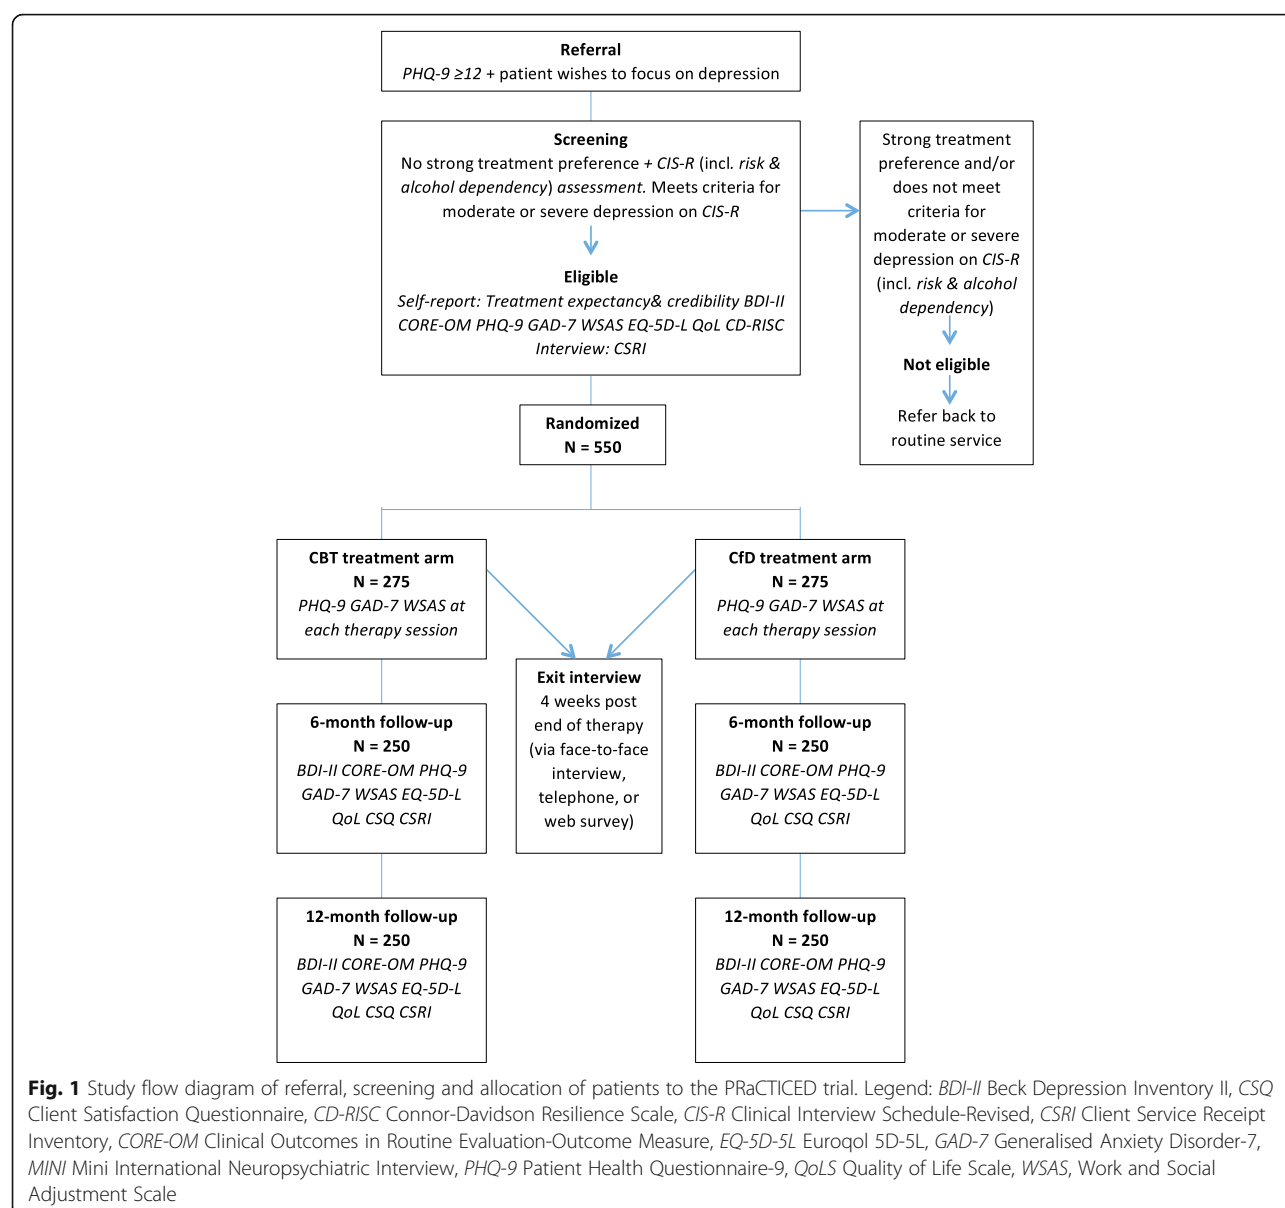 Referral
PHQ-9 ≥12 + patient wishes to focus on depression
Screening
No strong treatment preference + CIS-R (incl. risk &
alcohol dependency) assessment. Meets criteria for
moderate or severe depression on CIS-R
Eligible
Self-report: Treatment expectancy& credibility BDI-II
CORE-OM PHQ-9 GAD-7 WSAS EQ-5D-L QoL CD-RISC
Interview: CSRI
Strong treatment
preference and/or
does not meet
criteria for
moderate or severe
depression on CIS-R
(incl. risk & alcohol
dependency)
Not eligible
Refer back to
routine service
Randomized
N = 550
CBT treatment arm
N = 275
PHQ-9 GAD-7 WSAS at
each therapy session
CfD treatment arm
N = 275
PHQ-9 GAD-7 WSAS at
each therapy session
Exit interview
4 weeks post
end of therapy
(via face-to-face
interview,
telephone, or
web survey)
6-month follow-up
N = 250
BDI-II CORE-OM PHQ-9
GAD-7 WSAS EQ-5D-L
QoL CSQ CSRI
6-month follow-up
N = 250
BDI-II CORE-OM PHQ-9
GAD-7 WSAS EQ-5D-L
QoL CSQ CSRI
12-month follow-up
N = 250
BDI-II CORE-OM PHQ-9
GAD-7 WSAS EQ-5D-L
QoL CSQ CSRI
12-month follow-up
N = 250
BDI-II CORE-OM PHQ-9
GAD-7 WSAS EQ-5D-L
QoL CSQ CSRI
Fig. 1 Study flow diagram of referral, screening and allocation of patients to the PRaCTICED trial. Legend: BDI-II Beck Depression Inventory II, CSQ
Client Satisfaction Questionnaire, CD-RISC Connor-Davidson Resilience Scale, CIS-R Clinical Interview Schedule-Revised, CSRI Client Service Receipt
Inventory, CORE-OM Clinical Outcomes in Routine Evaluation-Outcome Measure, EQ-5D-5L Euroqol 5D-5L, GAD-7 Generalised Anxiety Disorder-7,
MINI Mini International Neuropsychiatric Interview, PHQ-9 Patient Health Questionnaire-9, QoLS Quality of Life Scale, WSAS, Work and Social
Adjustment Scale